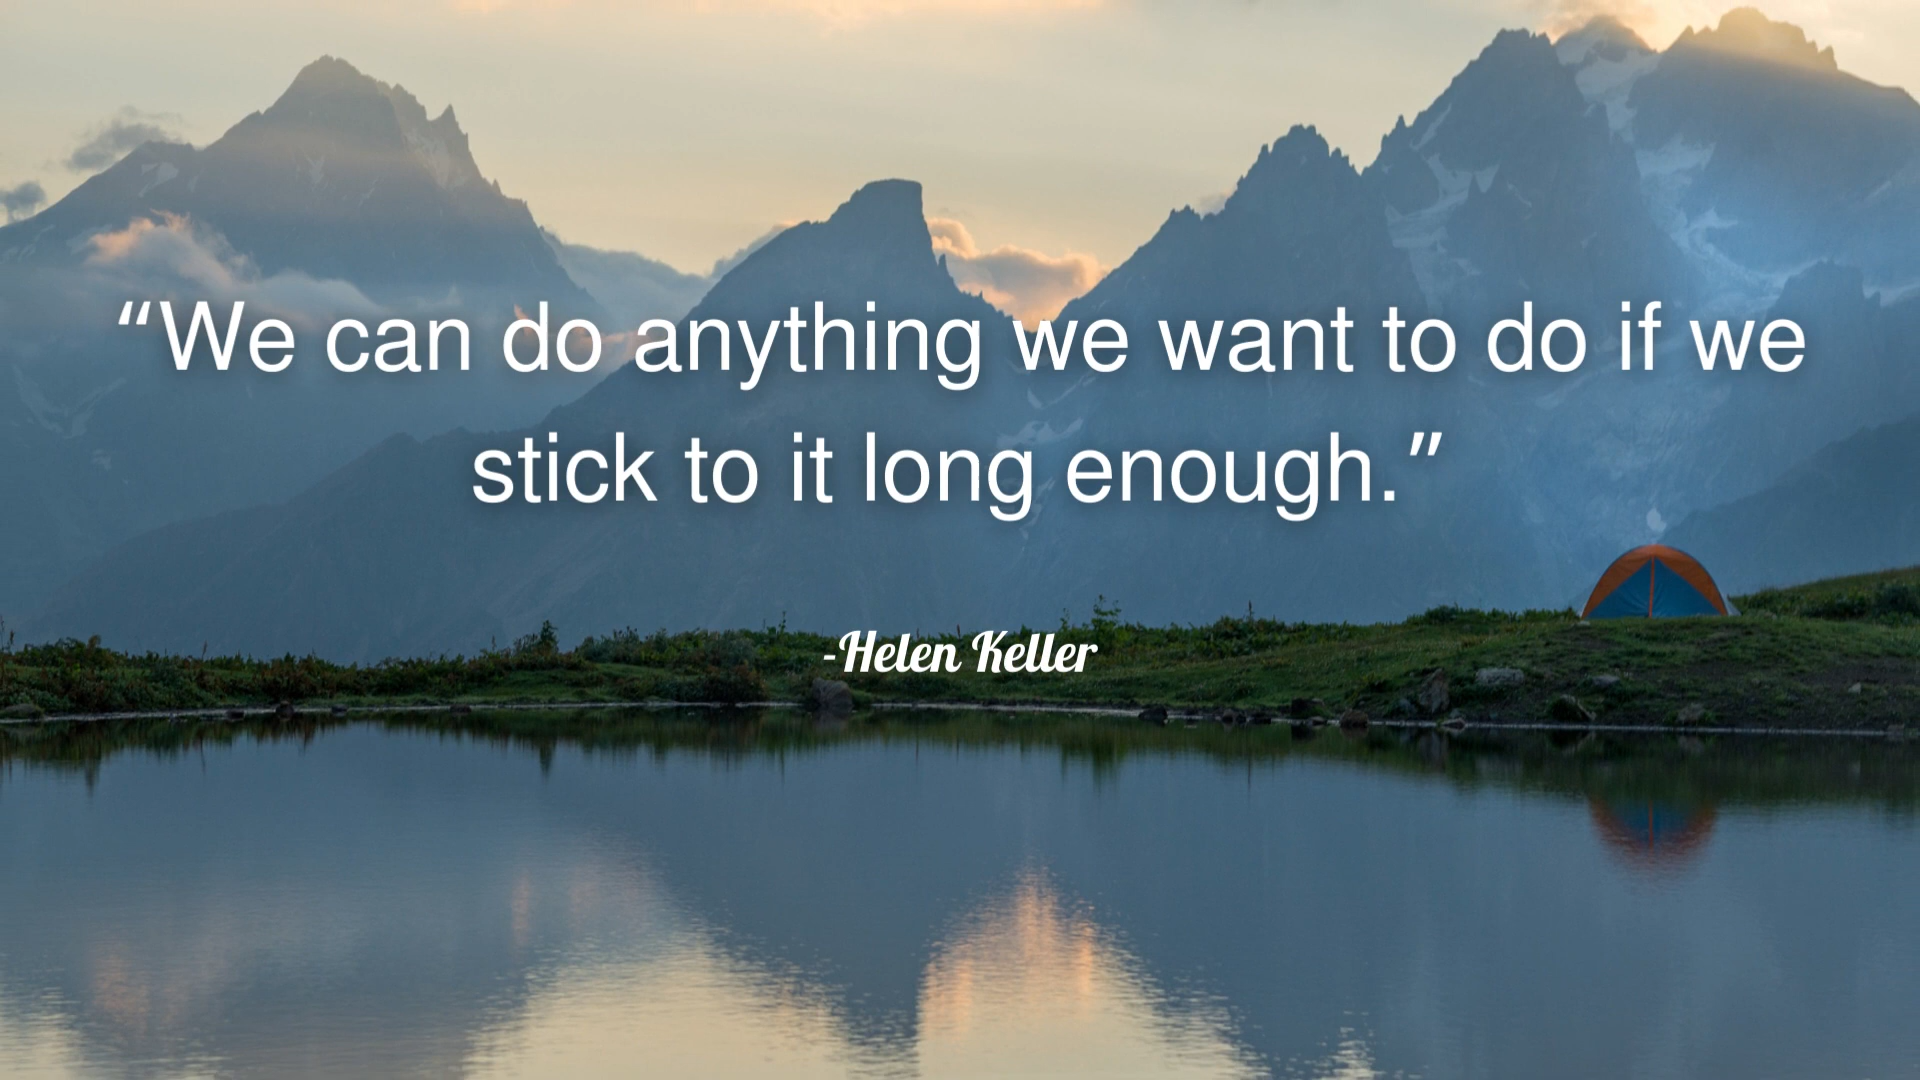 “We can do anything we want to do if we
stick to it long enough.”
-Helen Keller